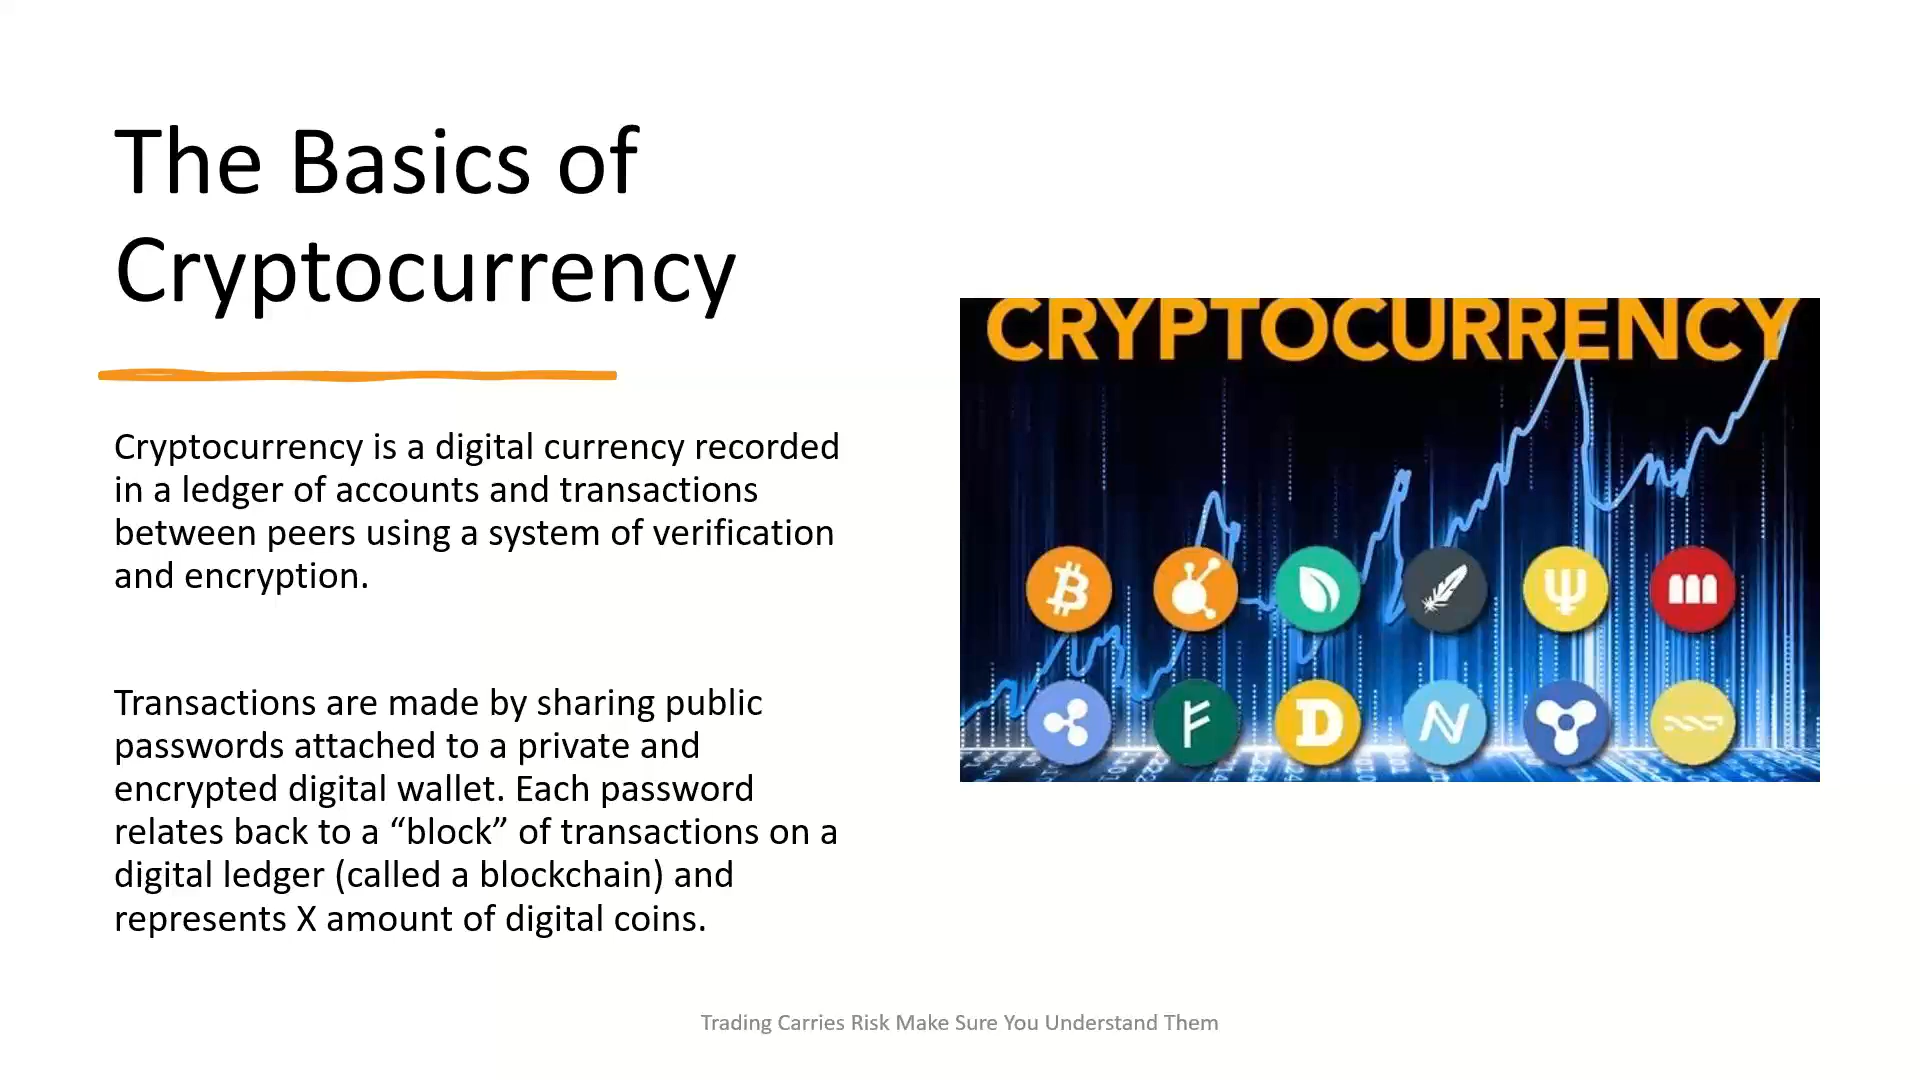 The Basics of
Cryptocurrency
Cryptocurrency is a digital currency recorded
in a ledger of accounts and transactions
between peers using a system of verification
and encryption.
Transactions are made by sharing public
passwords attached to a private and
encrypted digital wallet. Each password
relates back to a “block” of transactions on a
digital ledger (called a blockchain) and
represents X amount of digital coins.
CRYPTOCURRENCY
Trading Carries Risk Make Sure You Understand Them